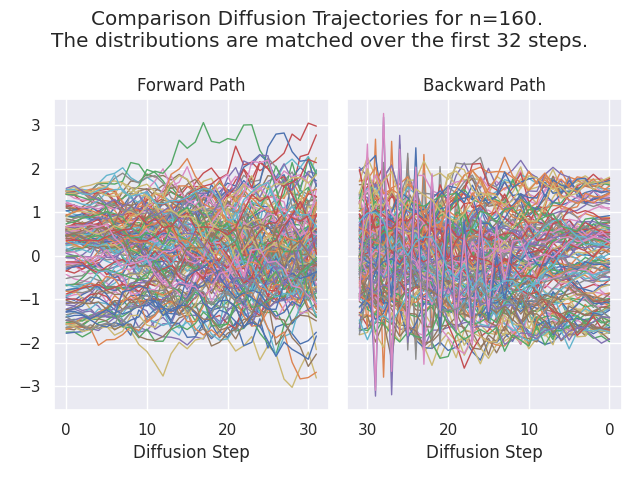 Comparison Diffusion Trajectories for n=160.
The distributions are matched over the first 32 steps.
Forward Path
Backward Path
3
2
1
0
−1
−2
−3
0
10
20
30
30
20
10
0
Diffusion Step
Diffusion Step